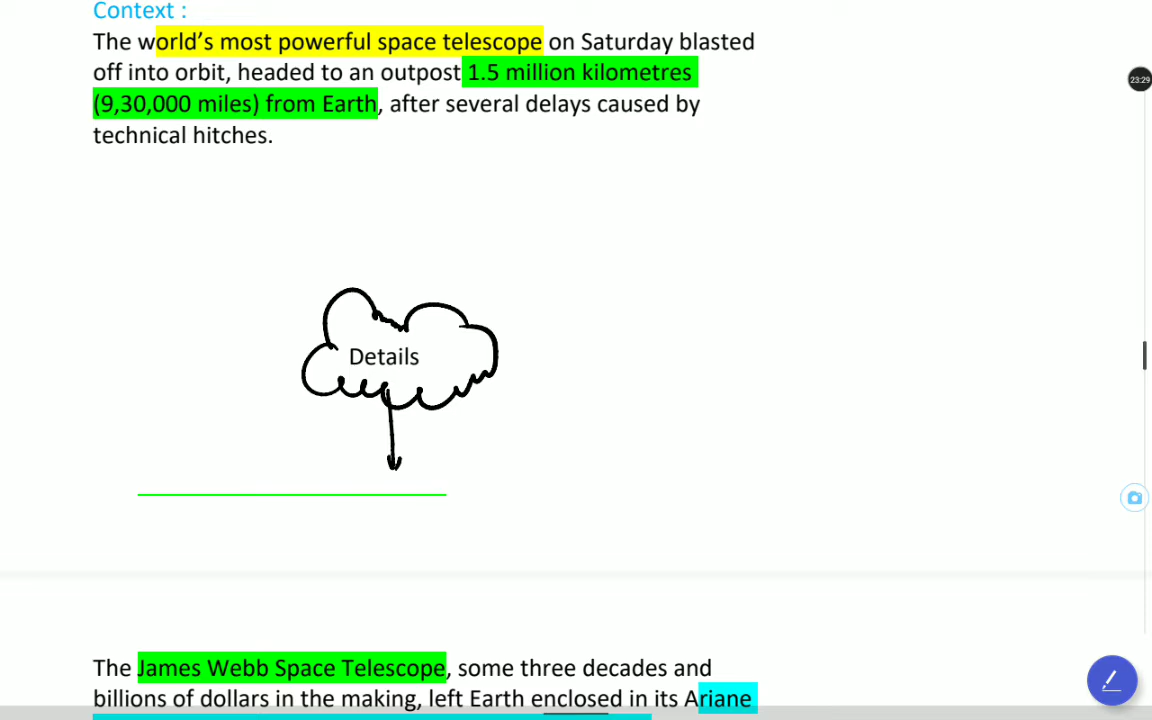 Context :
The world's most powerful space telescope on Saturday blasted
off into orbit, headed to an outpost 1.5 million kilometres
(9,30,000 miles) from Earth, after several delays caused by
technical hitches.
23:29
Details
The James Webb Space Telescope, some three decades and
billions of dollars in the making, left Earth enclosed in its Ariane